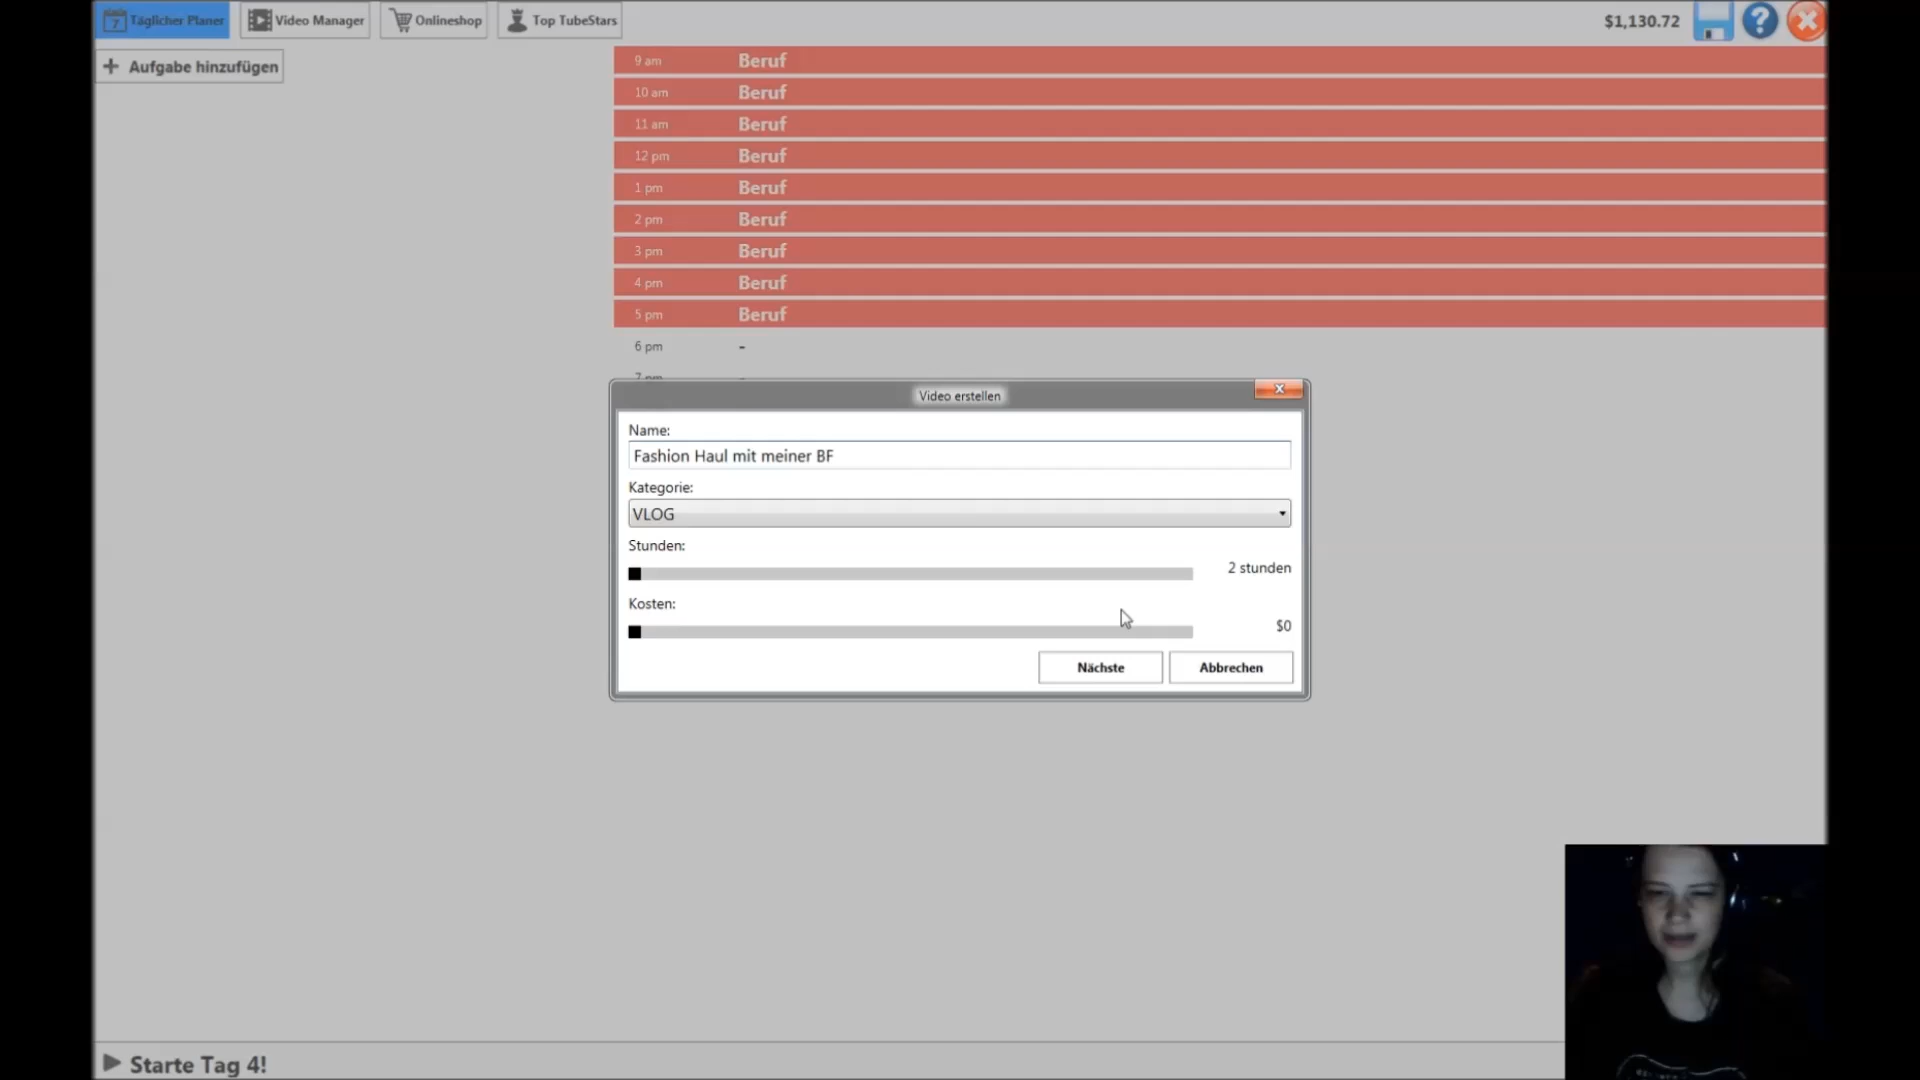 7 Täglicher Planer Video Manager Onlineshop Top TubeStars $1,130.72 ?
+ Aufgabe hinzufügen
9 am Beruf
10 am Beruf
11 am Beruf
12 pm Beruf
1 pm Beruf
2 pm Beruf
3 pm Beruf
4 pm Beruf
5 pm Beruf
6 pm -
7 pm -
Video erstellen
Name:
Fashion Haul mit meiner BF
Kategorie:
VLOG
Stunden:
2 stunden
Kosten:
$0
Nächste Abbrechen
Starte Tag 4!